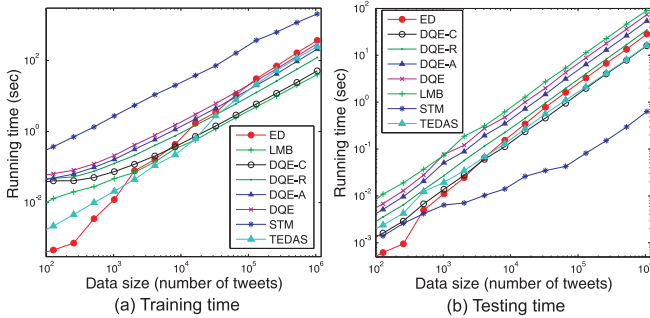 Running time (sec)
10^2
10^0
10^-2
ED
LMB
DQE-C
DQE-R
DQE-A
DQE
STM
TEDAS
10^2
10^3
10^4
10^5
10^6
Data size (number of tweets)
(a) Training time
Running time (sec)
10^2
10^1
10^0
10^-1
10^-2
10^-3
ED
DQE-C
DQE-R
DQE-A
DQE
LMB
STM
TEDAS
10^2
10^3
10^4
10^5
10^6
Data size (number of tweets)
(b) Testing time